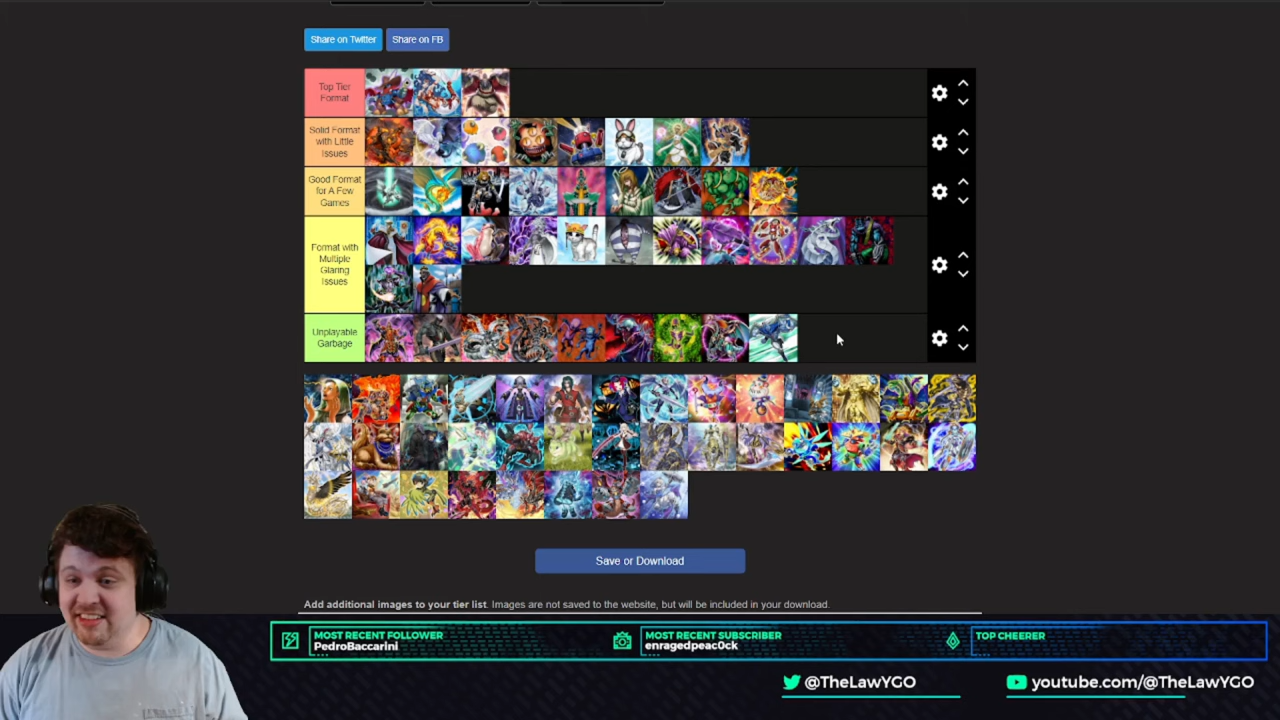 Share on Twitter
Share on FB
Top Tier
Format
Solid Format
with Little
Issues
Good Format
for A Few
Games
Format with
Multiple
Glaring
Issues
Unplayable
Garbage
Save or Download
Add additional images to your tier list. Images are not saved to the website, but will be included in your download.
MOST RECENT FOLLOWER
PedroBaccarini
MOST RECENT SUBSCRIBER
enragedpeac0ck
TOP CHEERER
@TheLawYGO
youtube.com/@TheLawYGO